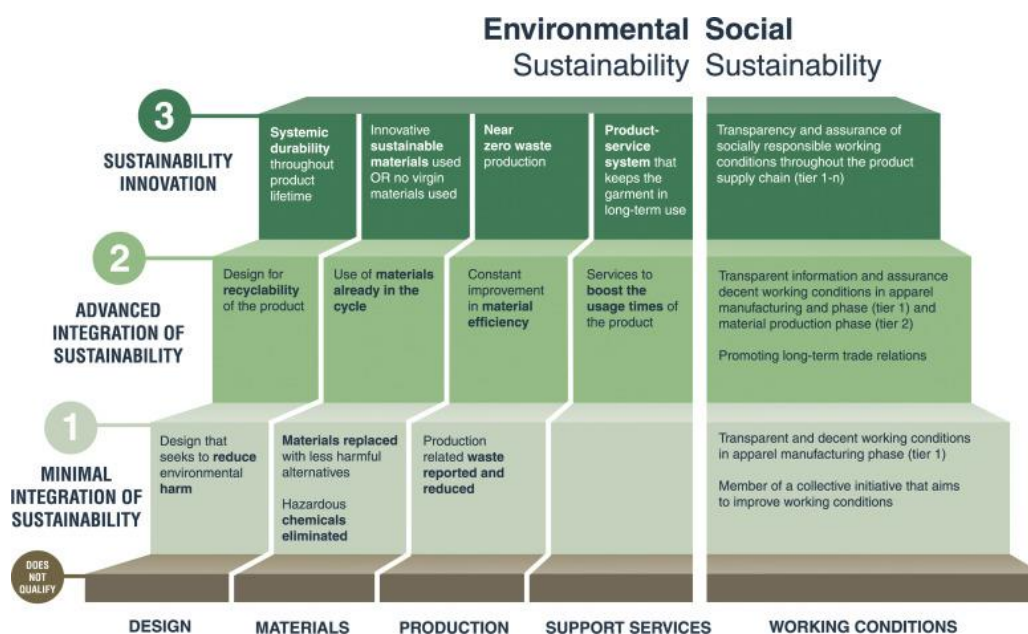 Environmental Social
Sustainability Sustainability
3
SUSTAINABILITY
INNOVATION
Systemic
durability
throughout
product
lifetime
Innovative
sustainable
materials used
OR no virgin
materials used
Near
zero waste
production
Product-
service
system that
keeps the
garment in
long-term use
Transparency and assurance of
socially responsible working
conditions throughout the product
supply chain (tier 1-n)
2
ADVANCED
INTEGRATION OF
SUSTAINABILITY
Design for
recyclability
of the product
Use of materials
already in the
cycle
Constant
improvement
in material
efficiency
Services to
boost the
usage times of
the product
Transparent information and assurance
decent working conditions in apparel
manufacturing and phase (tier 1) and
material production phase (tier 2)
Promoting long-term trade relations
1
MINIMAL
INTEGRATION OF
SUSTAINABILITY
Design that
seeks to reduce
environmental
harm
Materials replaced
with less harmful
alternatives
Hazardous
chemicals
eliminated
Production
related waste
reported and
reduced
Transparent and decent working conditions
in apparel manufacturing phase (tier 1)
Member of a collective initiative that aims
to improve working conditions
DOES
NOT
QUALIFY
DESIGN MATERIALS PRODUCTION SUPPORT SERVICES WORKING CONDITIONS